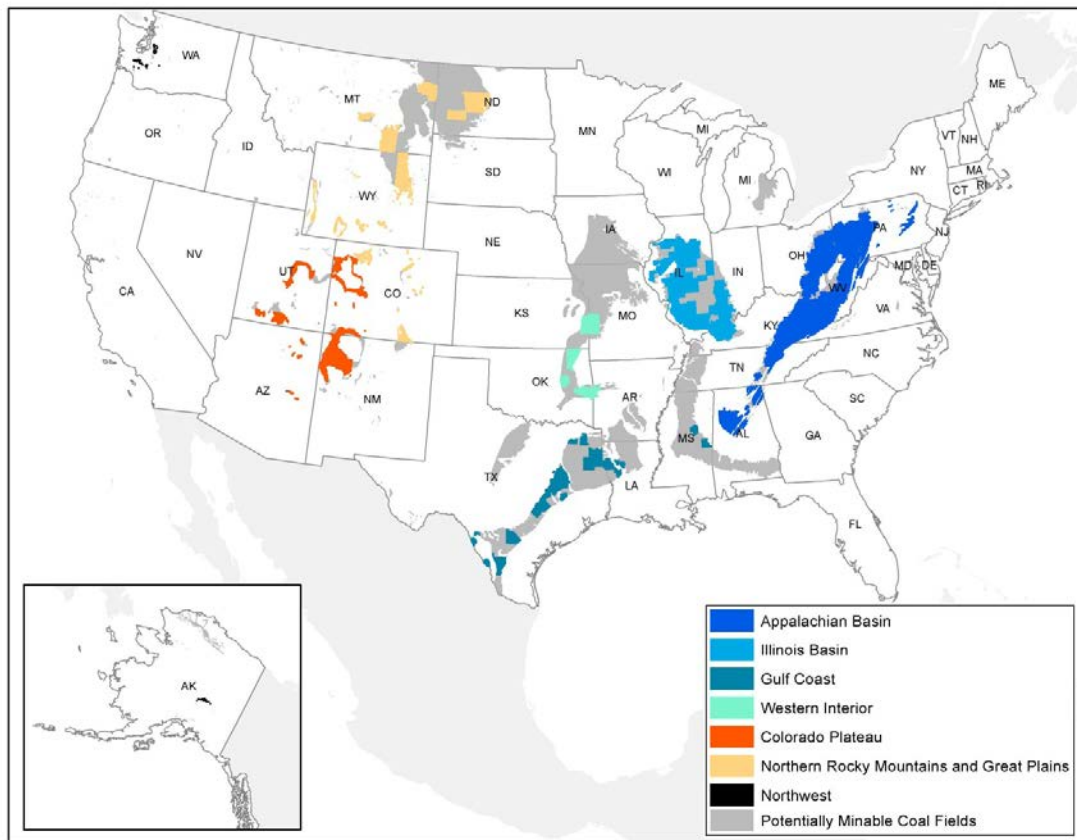 WA
MT
ND
ME
OR
ID
MN
VT
NH
MI
WI
NY
MA
CT
RI
WY
SD
MI
IA
PA
NJ
NE
OH
MD
DE
NV
UT
IL
IN
WV
CO
VA
CA
KS
MO
KY
NC
TN
AZ
NM
OK
AR
SC
MS
AL
GA
TX
LA
FL
AK
Appalachian Basin
Illinois Basin
Gulf Coast
Western Interior
Colorado Plateau
Northern Rocky Mountains and Great Plains
Northwest
Potentially Minable Coal Fields